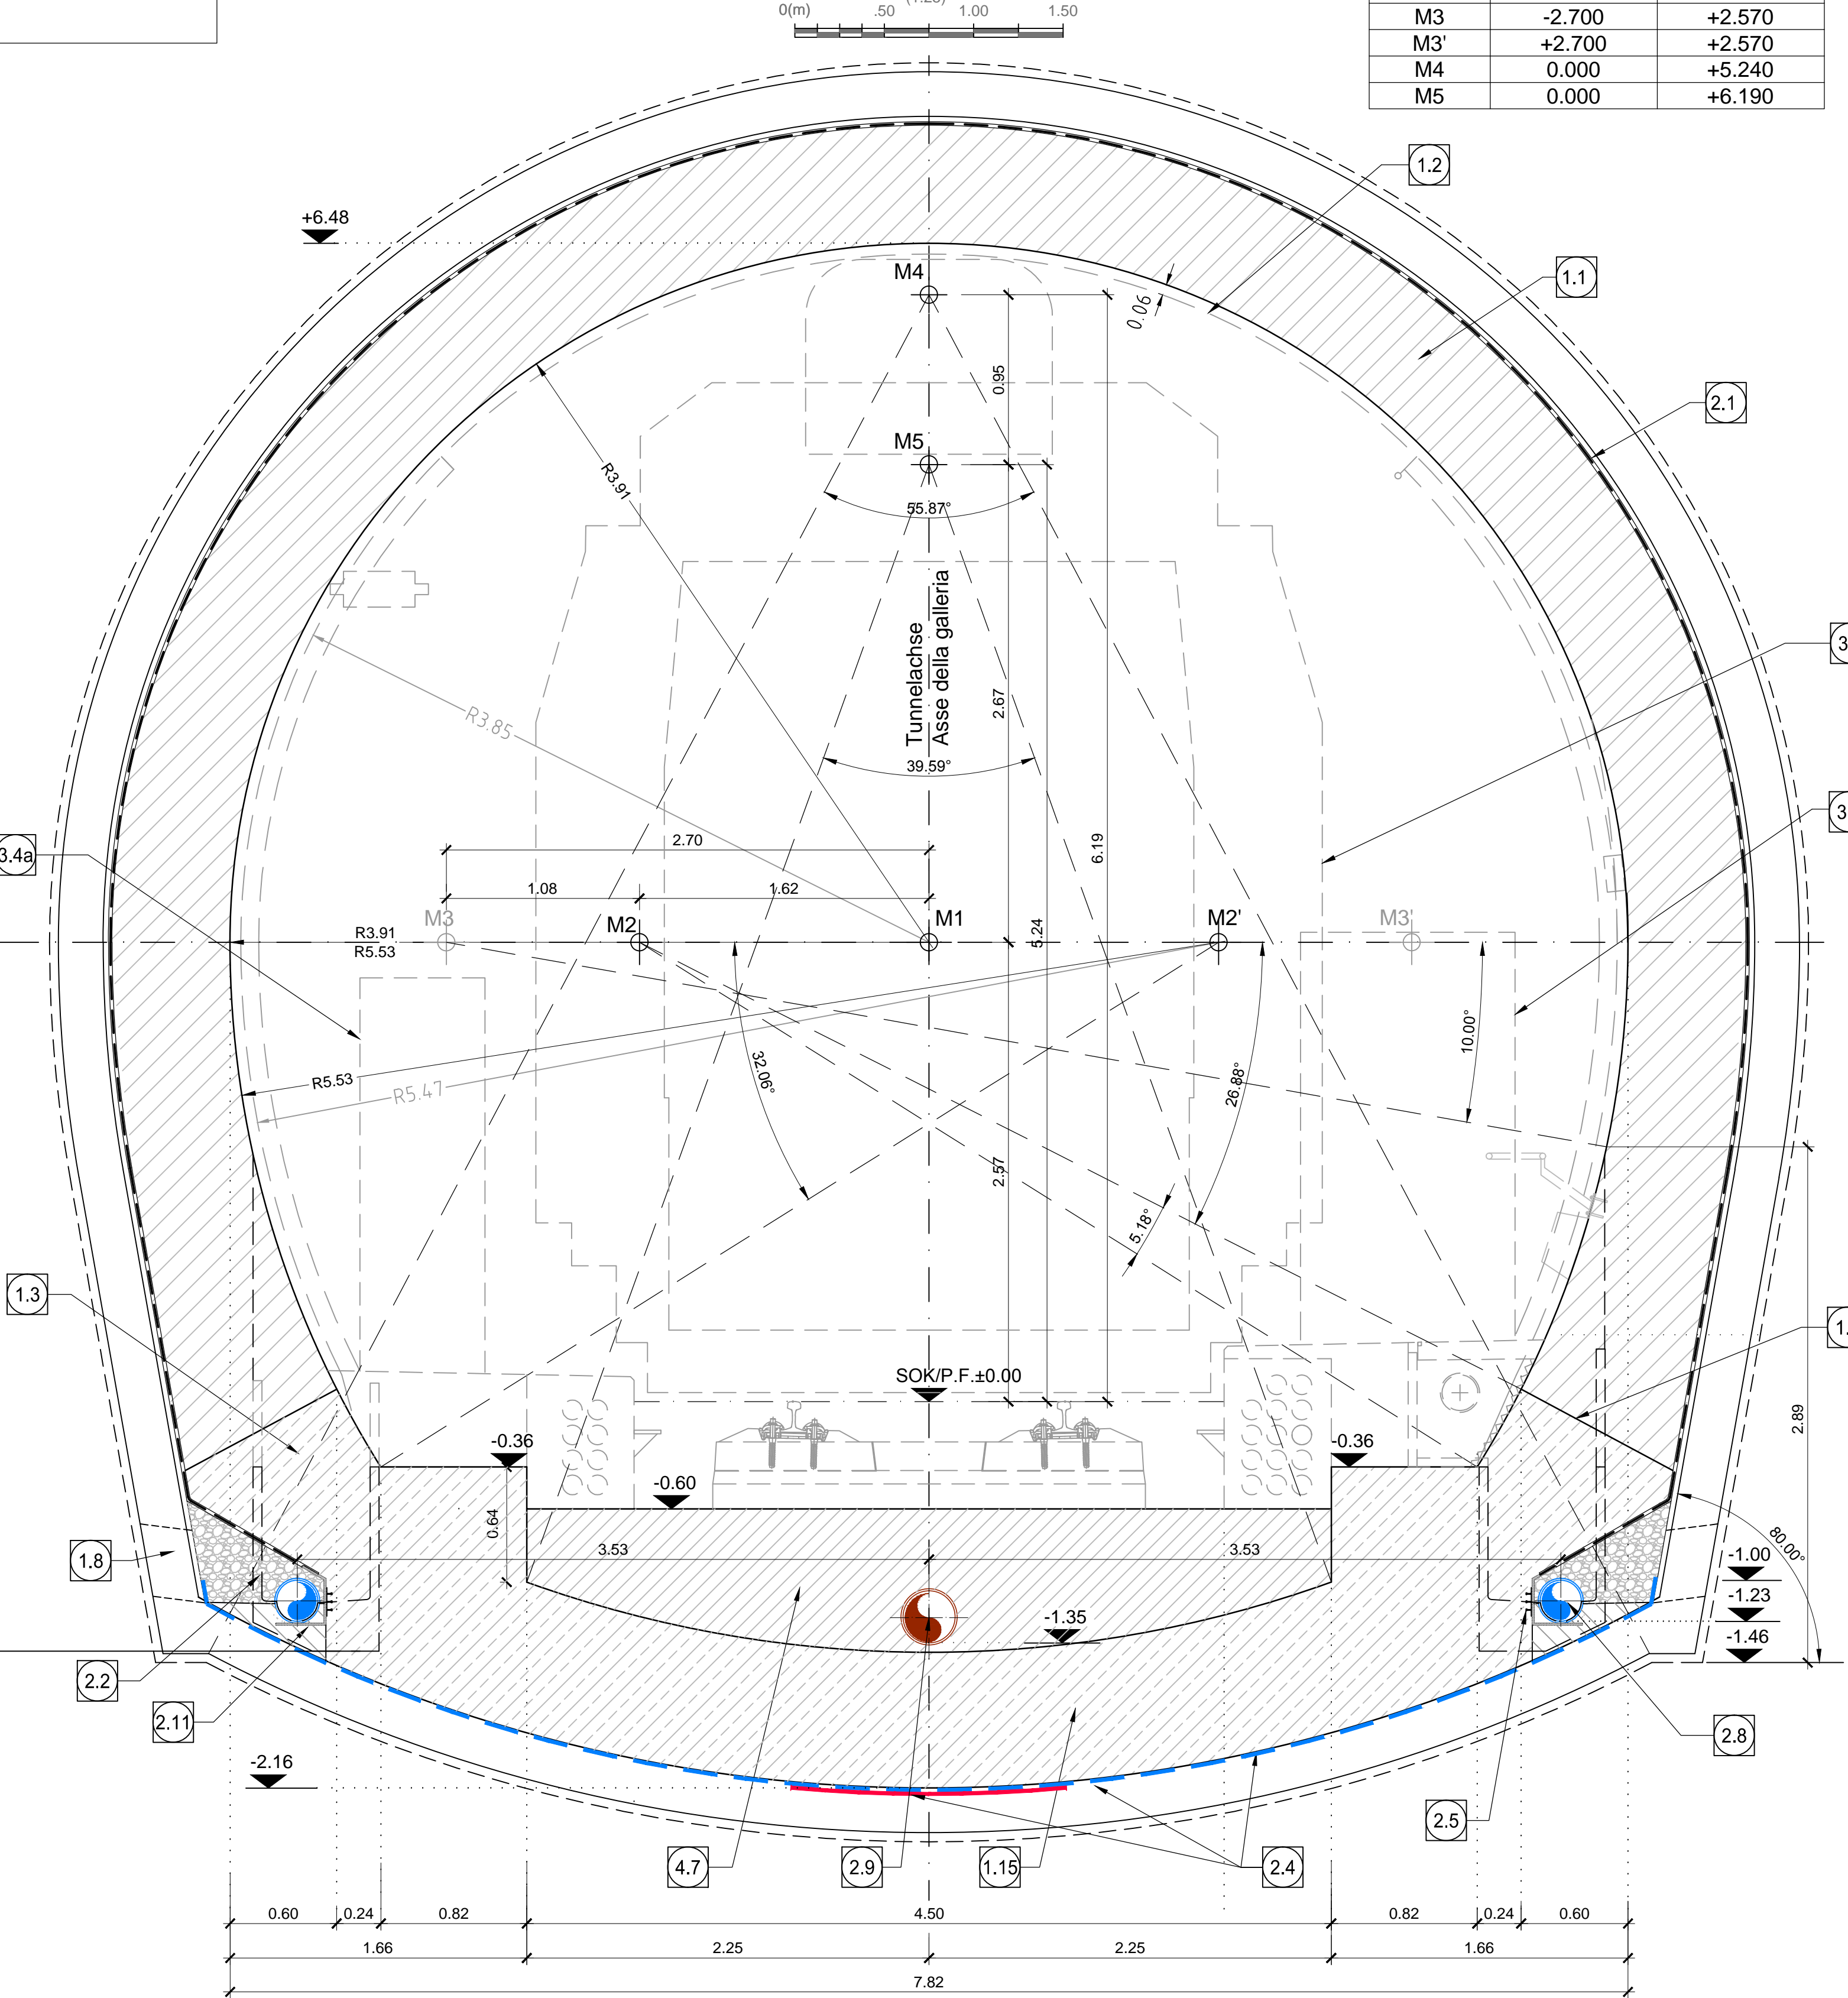 (1:25)
0(m) .50 1.00 1.50
M3 -2.700 +2.570
M3' +2.700 +2.570
M4 0.000 +5.240
M5 0.000 +6.190
1.2
+6.48
M4
1.1
0.06
0.95
2.1
M5
R3.91
55.87°
Tunnelachse
Asse della galleria
R3.85
2.67
39.59°
6.19
2.70
3.4a
1.08 1.62
M3 M2 M1 M2' M3'
R3.91
R5.53
5.24
10.00°
R5.53
R5.47
32.06°
26.88°
2.57
5.18°
1.3
SOK/P.F.±0.00
2.89
-0.36 -0.36
-0.60
0.64
3.53 3.53
80.00°
1.8
-1.00
-1.23
-1.35
-1.46
2.2
2.11
2.8
-2.16
2.5
4.7 2.9 1.15 2.4
0.60 0.24 0.82 4.50 0.82 0.24 0.60
1.66 2.25 2.25 1.66
7.82